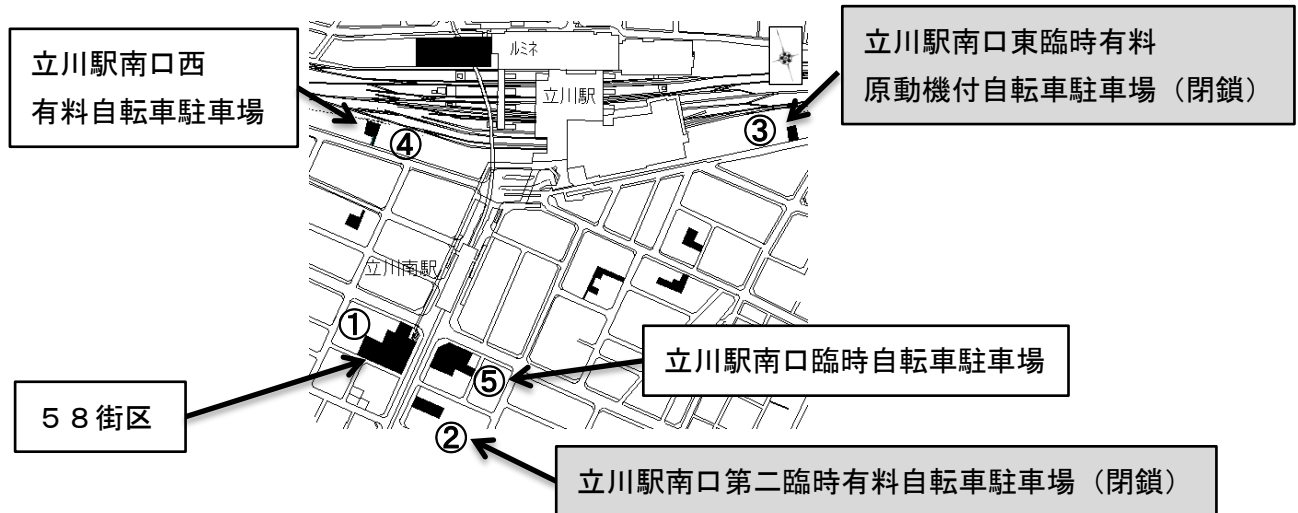 立川駅南口西
有料自転車駐車場
ルミネ
立川駅
立川駅南口東臨時有料
原動機付自転車駐車場（閉鎖）
③
④
立川南駅
①
立川駅南口臨時自転車駐車場
⑤
５８街区
②
立川駅南口第二臨時有料自転車駐車場（閉鎖）